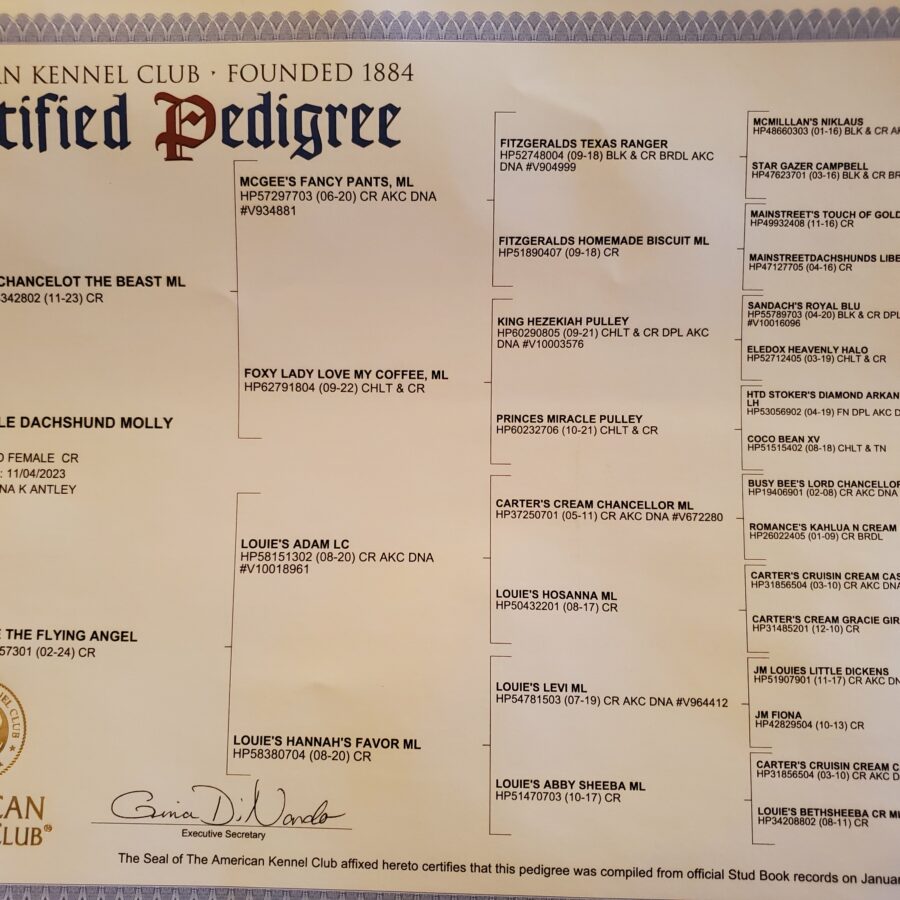 AN KENNEL CLUB · FOUNDED 1884
tified Pedigree
CHANCELOT THE BEAST ML
342802 (11-23) CR
LE DACHSHUND MOLLY
FEMALE CR
: 11/04/2023
NA K ANTLEY
THE FLYING ANGEL
57301 (02-24) CR
MCGEE'S FANCY PANTS, ML
HP57297703 (06-20) CR AKC DNA
#V934881
FOXY LADY LOVE MY COFFEE, ML
HP62791804 (09-22) CHLT & CR
LOUIE'S ADAM LC
HP58151302 (08-20) CR AKC DNA
#V10018961
LOUIE'S HANNAH'S FAVOR ML
HP58380704 (08-20) CR
FITZGERALDS TEXAS RANGER
HP52748004 (09-18) BLK & CR BRDL AKC
DNA #V904999
FITZGERALDS HOMEMADE BISCUIT ML
HP51890407 (09-18) CR
KING HEZEKIAH PULLEY
HP60290805 (09-21) CHLT & CR DPL AKC
DNA #V10003576
PRINCES MIRACLE PULLEY
HP60232706 (10-21) CHLT & CR
CARTER'S CREAM CHANCELLOR ML
HP37250701 (05-11) CR AKC DNA #V672280
LOUIE'S HOSANNA ML
HP50432201 (08-17) CR
LOUIE'S LEVI ML
HP54781503 (07-19) CR AKC DNA #V964412
LOUIE'S ABBY SHEEBA ML
HP51470703 (10-17) CR
MCMILLLAN'S NIKLAUS
HP48660303 (01-16) BLK & CR AK
STAR GAZER CAMPBELL
HP47623701 (03-16) BLK & CR BR
MAINSTREET'S TOUCH OF GOLD
HP49932408 (11-16) CR
MAINSTREETDACHSHUNDS LIBE
HP47127705 (04-16) CR
SANDACH'S ROYAL BLU
HP55789703 (04-20) BLK & CR DPL
#V10016096
ELEDOX HEAVENLY HALO
HP52712405 (03-19) CHLT & CR
HTD STOKER'S DIAMOND ARKAN
LH
HP53056902 (04-19) FN DPL AKC D
COCO BEAN XV
HP51515402 (08-18) CHLT & TN
BUSY BEE'S LORD CHANCELLOR
HP19406901 (02-08) CR AKC DNA
ROMANCE'S KAHLUA N CREAM
HP26022405 (01-09) CR BRDL
CARTER'S CRUISIN CREAM CAS
HP31856504 (03-10) CR AKC DNA
CARTER'S CREAM GRACIE GIR
HP31485201 (12-10) CR
JM LOUIES LITTLE DICKENS
HP51907901 (11-17) CR AKC DN
JM FIONA
HP42829504 (10-13) CR
CARTER'S CRUISIN CREAM C
HP31856504 (03-10) CR AKC D
LOUIE'S BETHSHEEBA CR ML
HP34208802 (08-11) CR
NEL CLUB
CAN
CLUB®
Gina DiNardo
Executive Secretary
The Seal of The American Kennel Club affixed hereto certifies that this pedigree was compiled from official Stud Book records on Januar